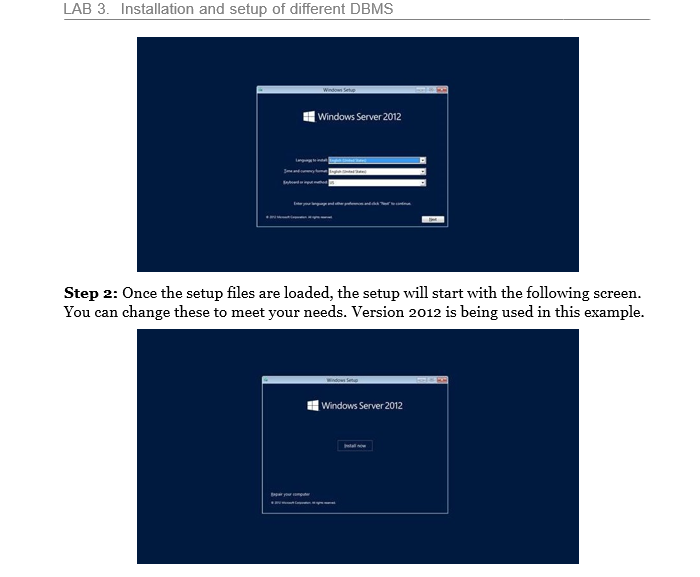 LAB 3. Installation and setup of different DBMS
Windows Setup
Windows Server 2012
Language to install: English (United States)
Time and currency format: English (United States)
Keyboard or input method: US
Enter your language and other preferences and click "Next" to continue.
© 2012 Microsoft Corporation. All rights reserved.
Next
Step 2: Once the setup files are loaded, the setup will start with the following screen.
You can change these to meet your needs. Version 2012 is being used in this example.
Windows Setup
Windows Server 2012
Install now
Repair your computer
© 2012 Microsoft Corporation. All rights reserved.